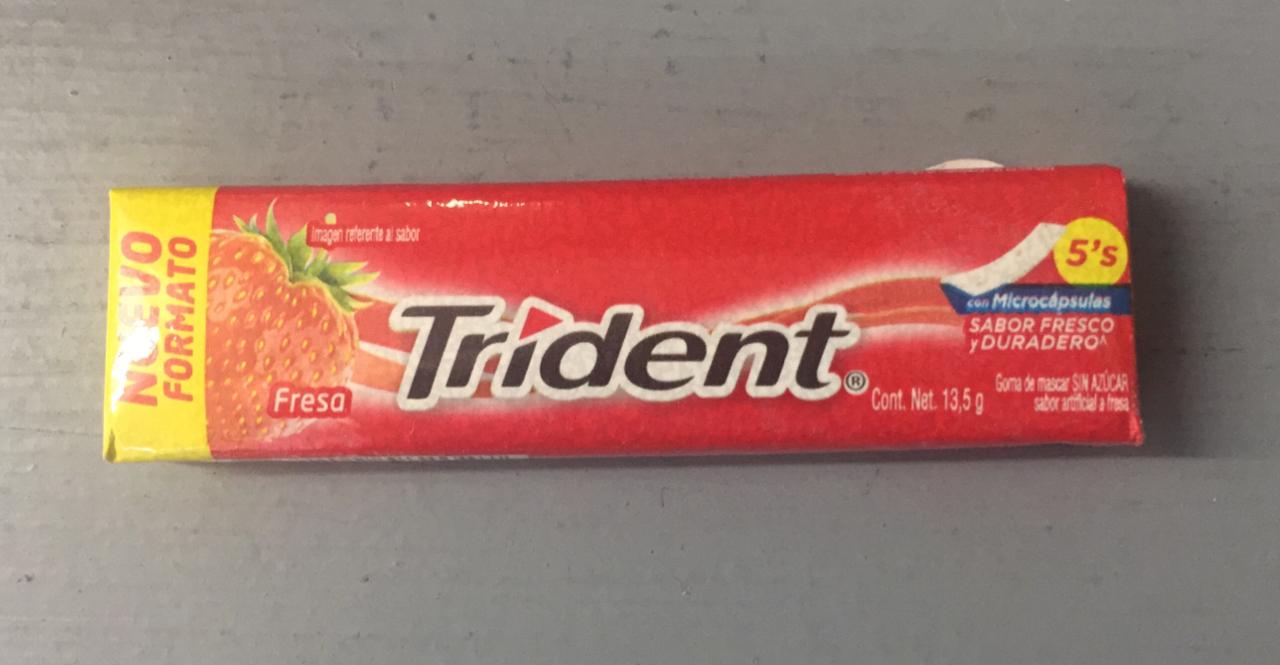 NUEVO
FORMATO
Imagen referente al sabor
Fresa
Trident®
Cont. Net. 13,5 g
5's
con Microcápsulas
SABOR FRESCO
y DURADERO^
Goma de mascar SIN AZÚCAR
sabor artificial a fresa